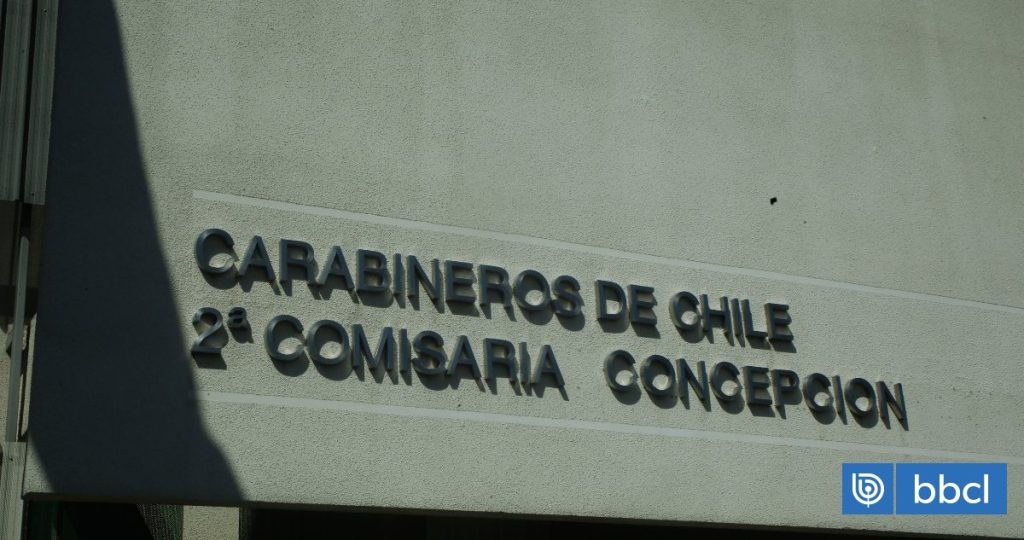 CARABINEROS DE CHILE
2ª COMISARIA CONCEPCION
bbcl